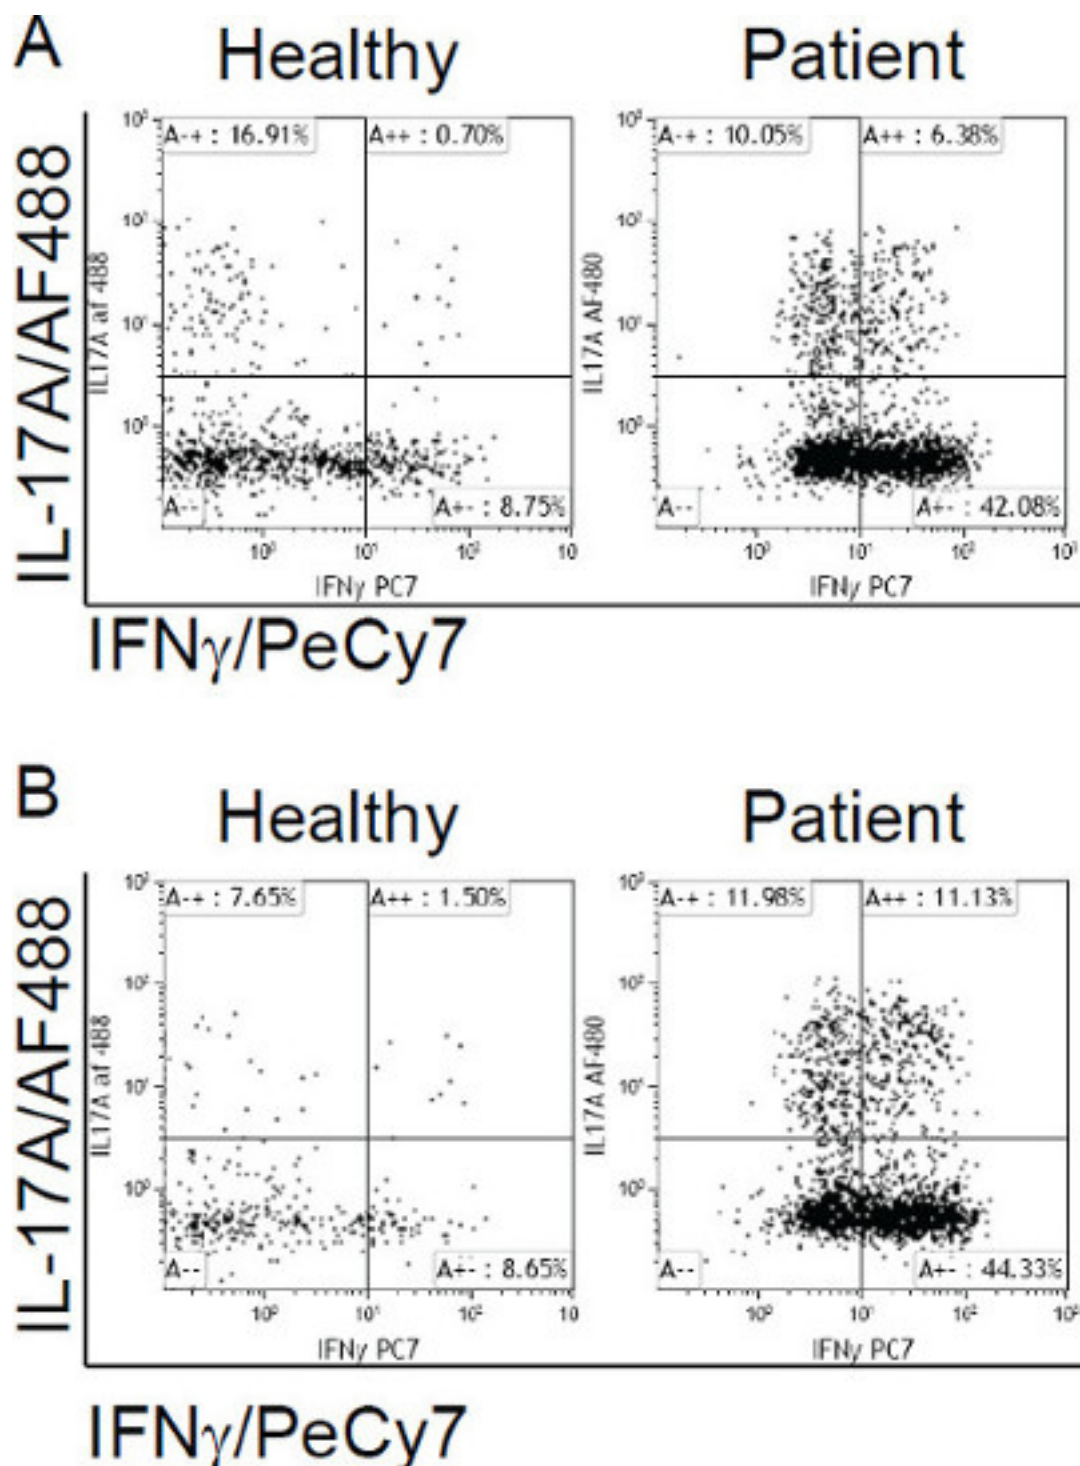 A
Healthy
Patient
IL-17A/AF488
A-+ : 16.91%
A++ : 0.70%
A--
A+- : 8.75%
IL17A af 488
IFNγ PC7
A-+ : 10.05%
A++ : 6.38%
A--
A+- : 42.08%
IL17A AF480
IFNγ PC7
IFNγ/PeCy7
B
Healthy
Patient
IL-17A/AF488
A-+ : 7.65%
A++ : 1.50%
A--
A+- : 8.65%
IL17A af 488
IFNγ PC7
A-+ : 11.98%
A++ : 11.13%
A--
A+- : 44.33%
IL17A AF480
IFNγ PC7
IFNγ/PeCy7